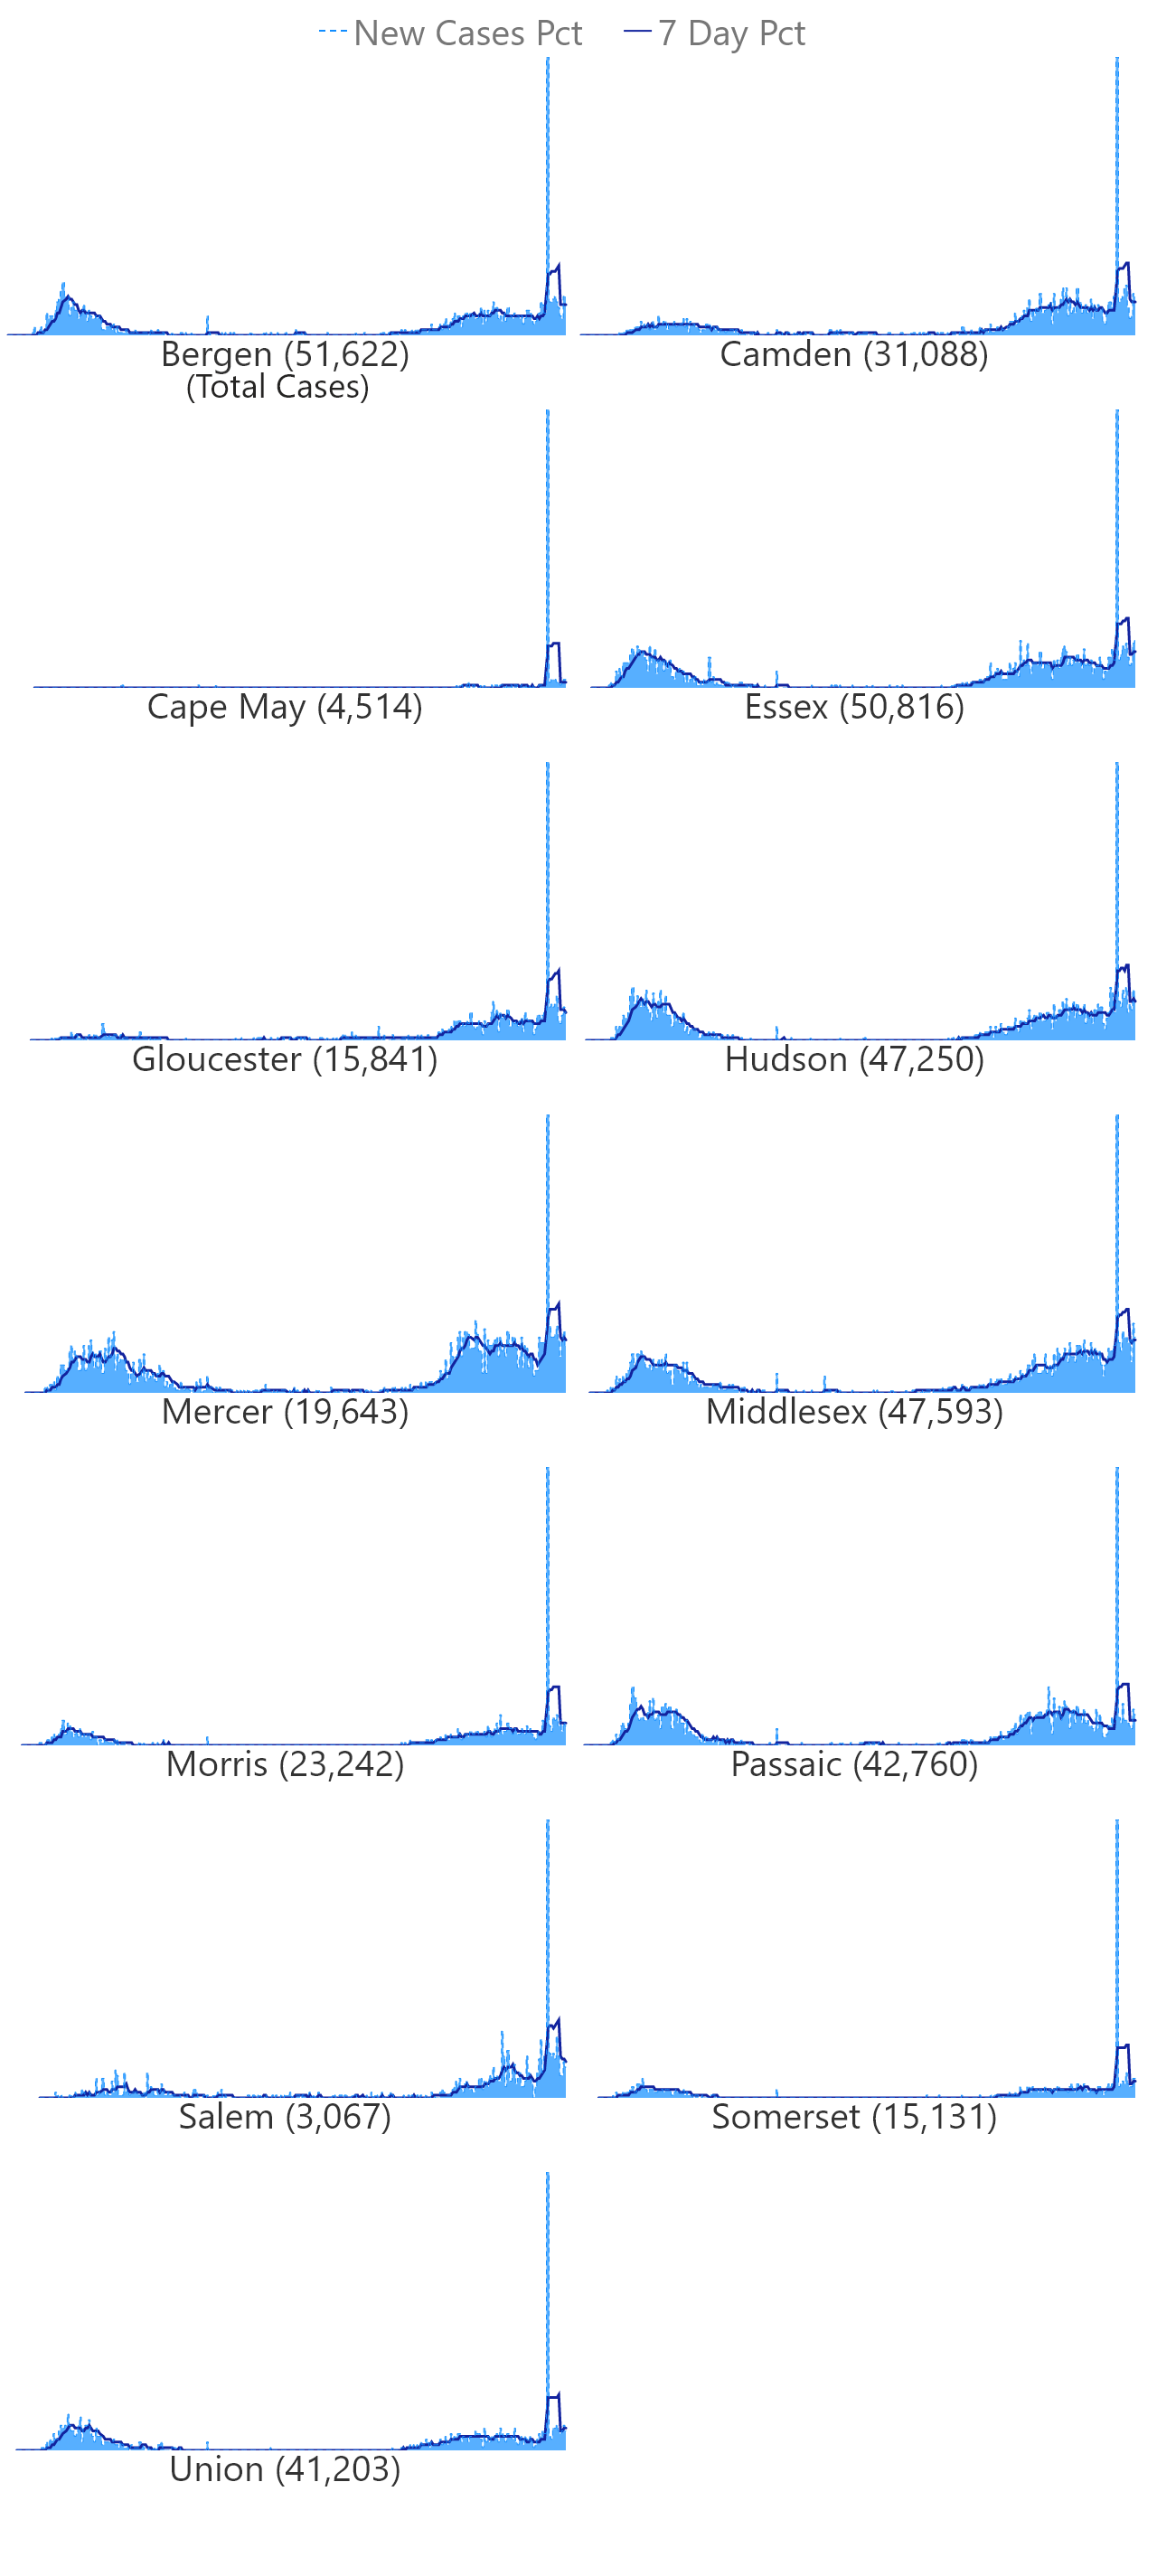 New Cases Pct 7 Day Pct
Bergen (51,622) Camden (31,088)
(Total Cases)
Cape May (4,514) Essex (50,816)
Gloucester (15,841) Hudson (47,250)
Mercer (19,643) Middlesex (47,593)
Morris (23,242) Passaic (42,760)
Salem (3,067) Somerset (15,131)
Union (41,203)